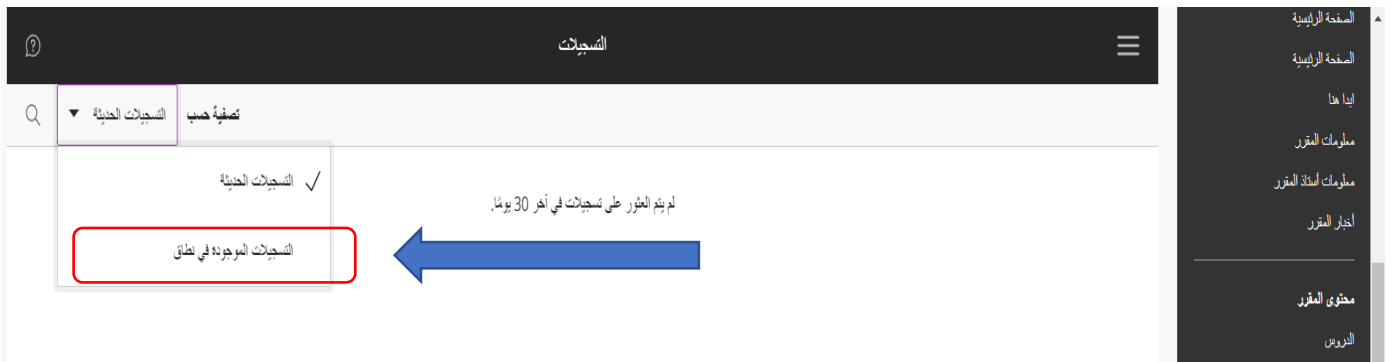 التسجيلات
تصفية حسب التسجيلات الحديثة
التسجيلات الحديثة
التسجيلات الموجودة في نطاق
لم يتم العثور على تسجيلات في آخر 30 يومًا.
الصفحة الرئيسية
الصفحة الرئيسية
ابدا هنا
معلومات المقرر
معلومات أستاذ المقرر
أخبار المقرر
محتوى المقرر
الدروس